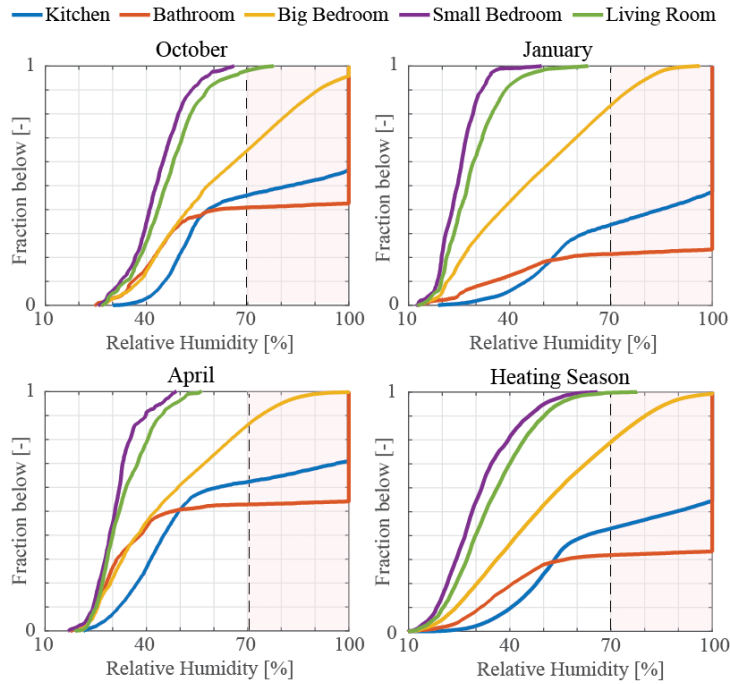 Kitchen Bathroom Big Bedroom Small Bedroom Living Room
October
January
1
1
Fraction below [-]
Fraction below [-]
0
0
10 40 70 100
10 40 70 100
Relative Humidity [%]
Relative Humidity [%]
April
Heating Season
1
1
Fraction below [-]
Fraction below [-]
0
0
10 40 70 100
10 40 70 100
Relative Humidity [%]
Relative Humidity [%]